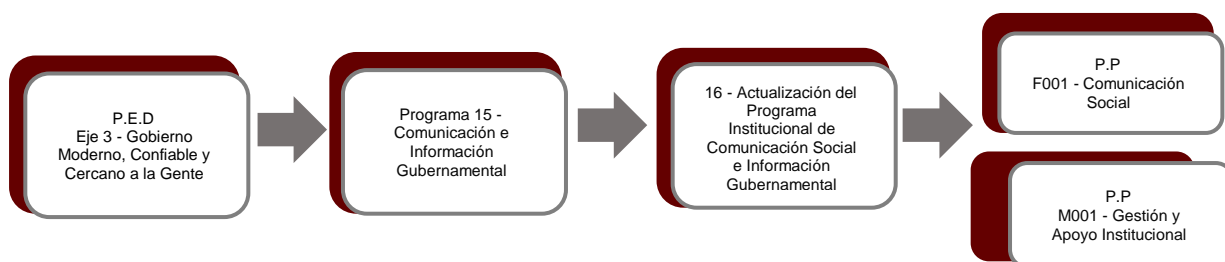 P.E.D
Eje 3 - Gobierno
Moderno, Confiable y
Cercano a la Gente
Programa 15 -
Comunicación e
Información
Gubernamental
16 - Actualización del
Programa
Institucional de
Comunicación Social
e Información
Gubernamental
P.P
F001 - Comunicación
Social
P.P
M001 - Gestión y
Apoyo Institucional